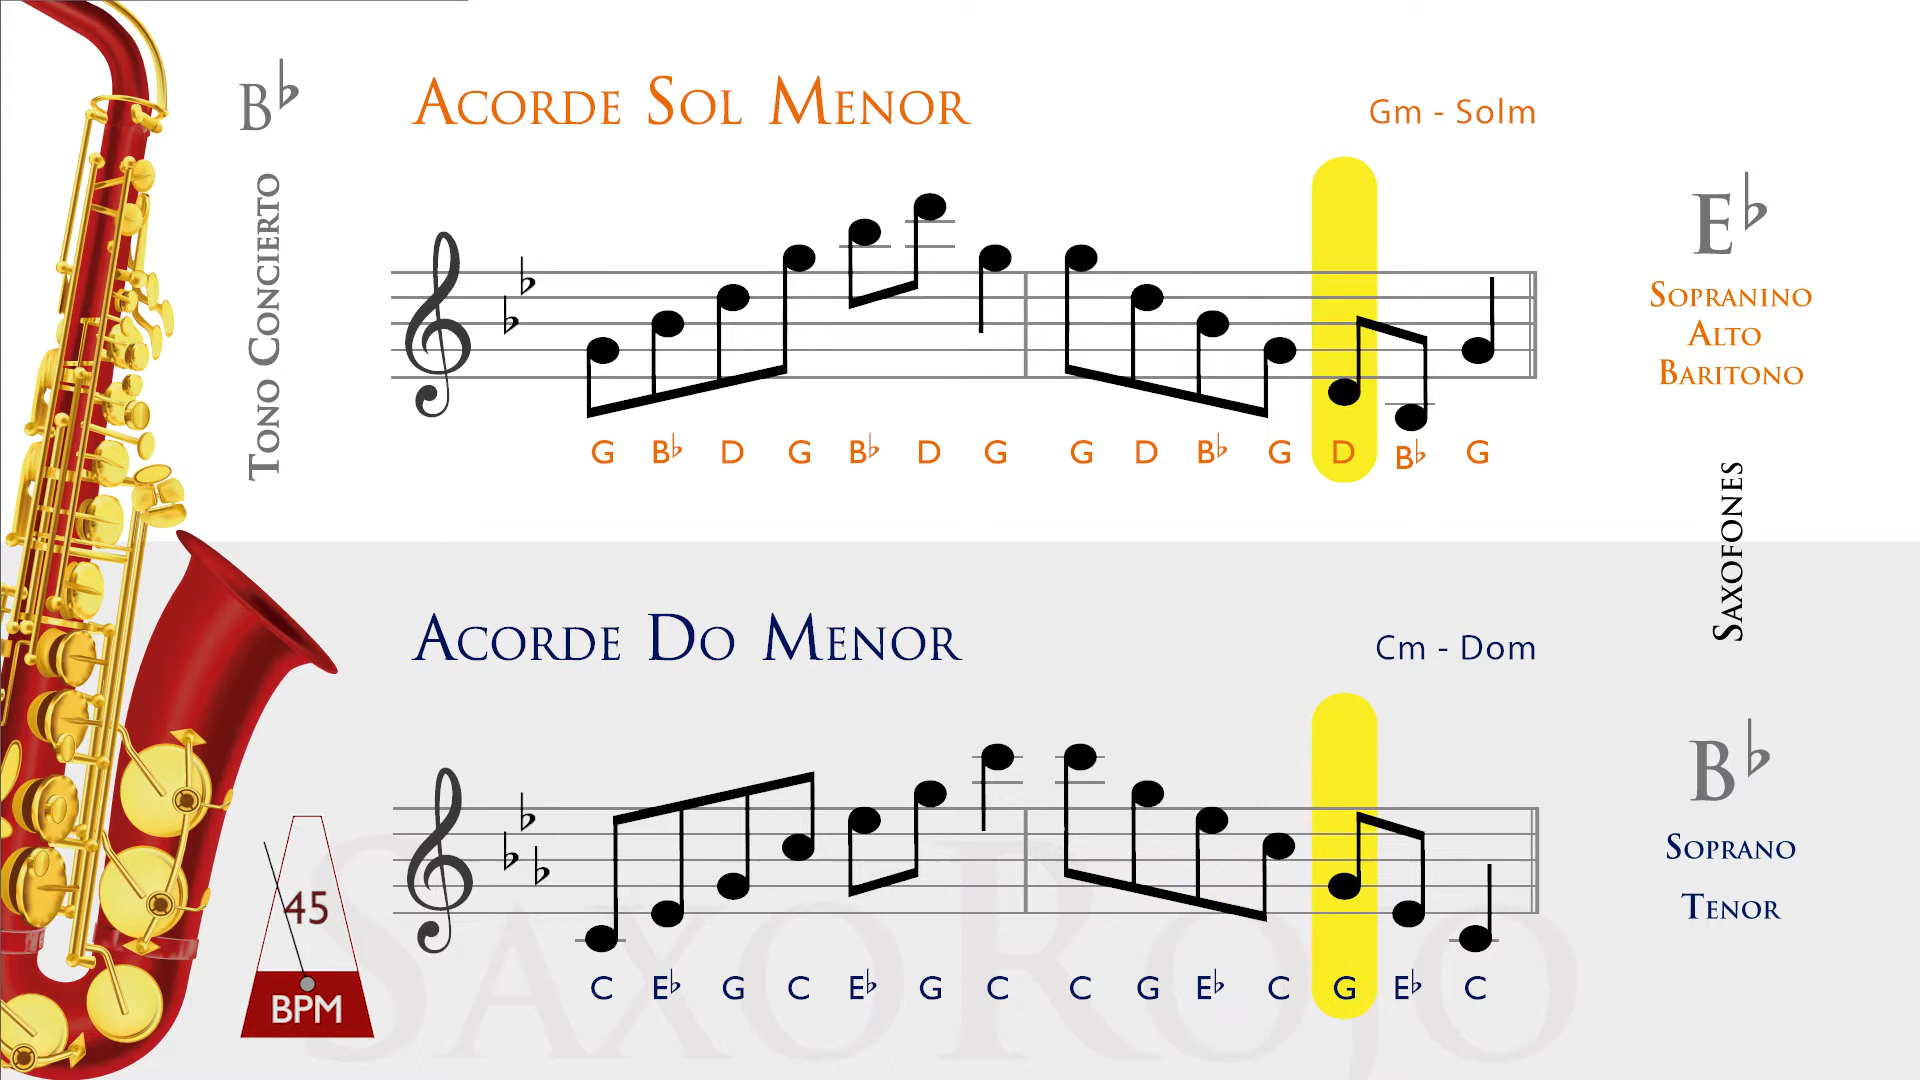 B♭
Tono Concierto
Acorde Sol Menor
Gm - Solm
G B♭ D G B♭ D G G D B♭ G D B♭ G
E♭
Sopranino
Alto
Baritono
Saxofones
Acorde Do Menor
Cm - Dom
C E♭ G C E♭ G C C G E♭ C G E♭ C
B♭
Soprano
Tenor
45
BPM
SaxoRojo